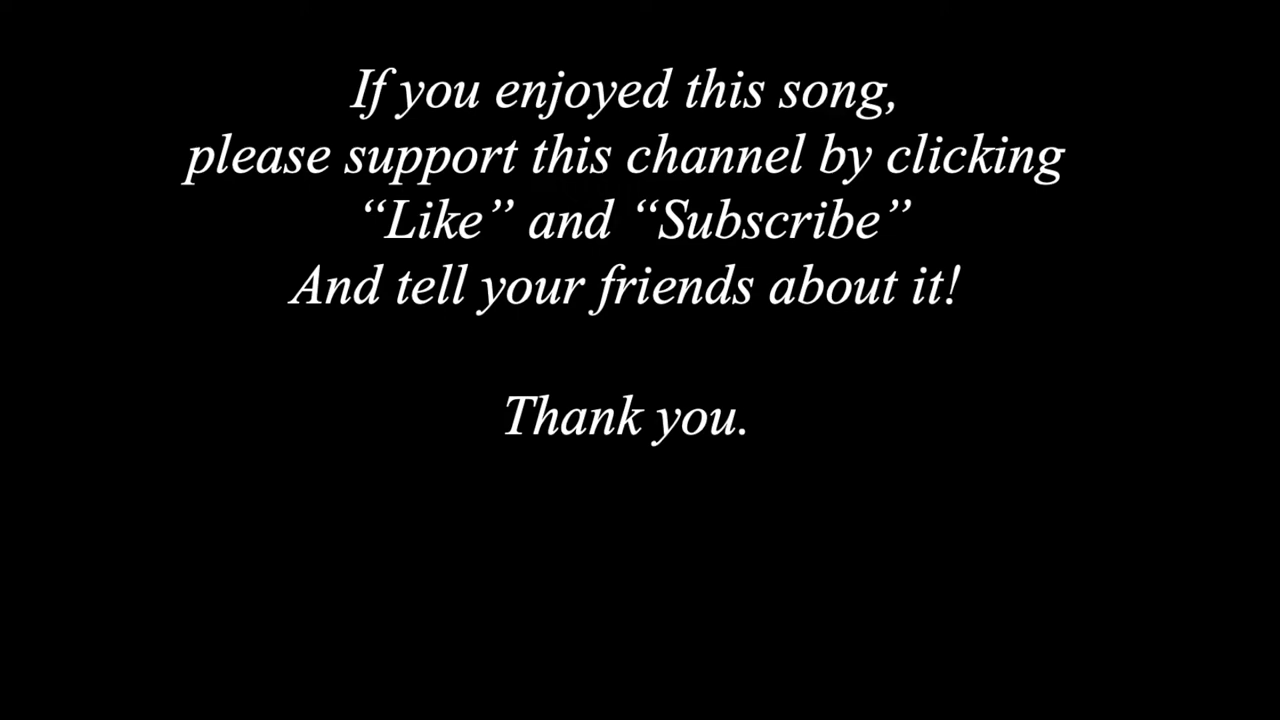 If you enjoyed this song,
please support this channel by clicking
“Like” and “Subscribe”
And tell your friends about it!
Thank you.